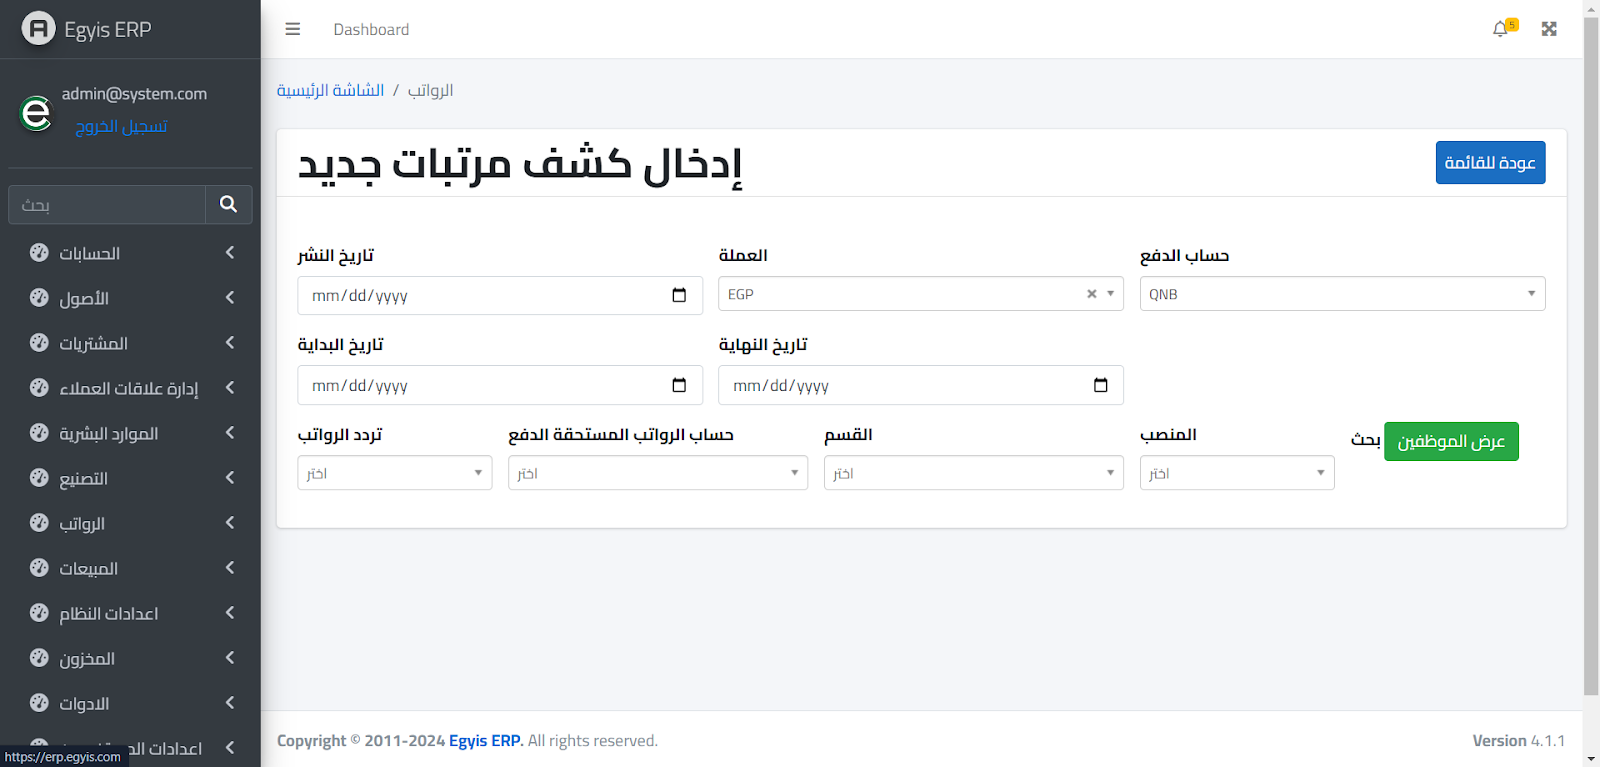 Egyis ERP
admin@system.com
تسجيل الخروج
بحث
الحسابات
الأصول
المشتريات
إدارة علاقات العملاء
الموارد البشرية
التصنيع
الرواتب
المبيعات
اعدادات النظام
المخزون
الادوات
اعدادات
https://erp.egyis.com
Dashboard
5
الشاشة الرئيسية / الرواتب
إدخال كشف مرتبات جديد
عودة للقائمة
تاريخ النشر
العملة
حساب الدفع
mm/dd/yyyy
EGP
QNB
تاريخ البداية
تاريخ النهاية
mm/dd/yyyy
mm/dd/yyyy
تردد الرواتب
حساب الرواتب المستحقة الدفع
القسم
المنصب
بحث
عرض الموظفين
اختر
اختر
اختر
اختر
Copyright © 2011-2024 Egyis ERP. All rights reserved.
Version 4.1.1